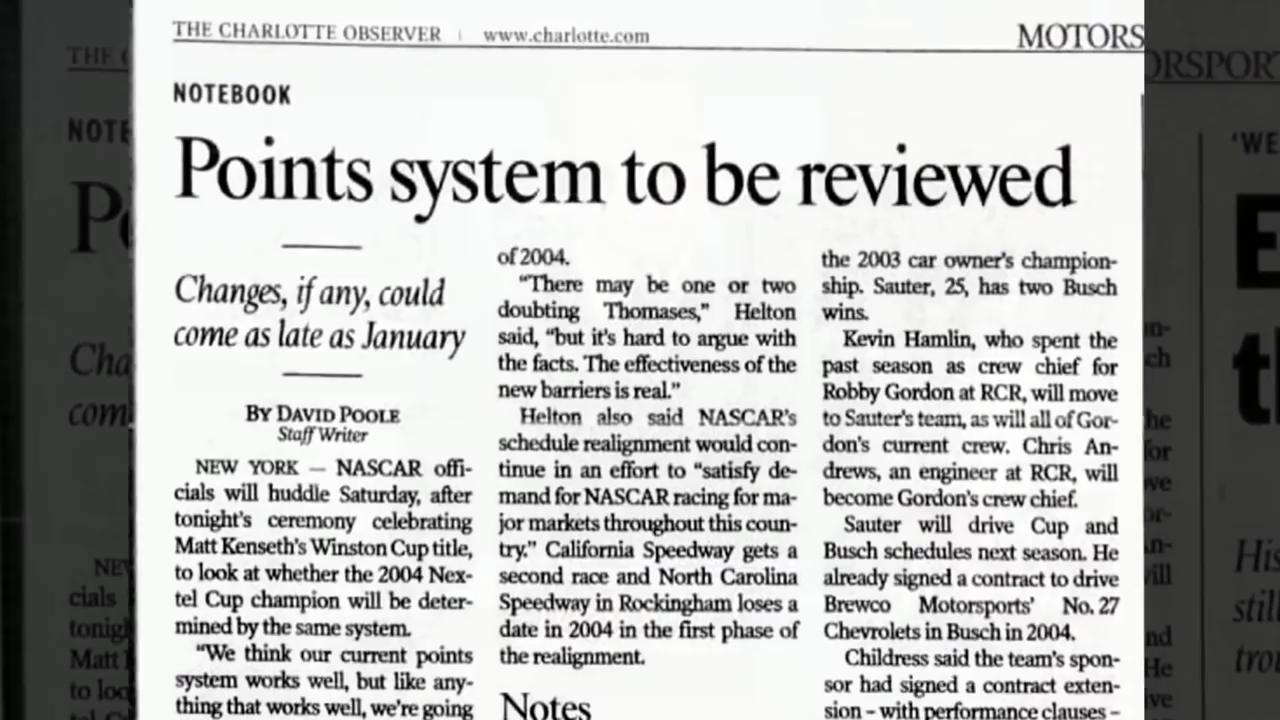 THE CHARLOTTE OBSERVER | www.charlotte.com
MOTORS
NOTEBOOK
Points system to be reviewed
Changes, if any, could
come as late as January
BY DAVID POOLE
Staff Writer
NEW YORK — NASCAR offi-
cials will huddle Saturday, after
tonight's ceremony celebrating
Matt Kenseth's Winston Cup title,
to look at whether the 2004 Nex-
tel Cup champion will be deter-
mined by the same system.
“We think our current points
system works well, but like any-
thing that works well, we're going
of 2004.
“There may be one or two
doubting Thomases,” Helton
said, “but it's hard to argue with
the facts. The effectiveness of the
new barriers is real.”
Helton also said NASCAR's
schedule realignment would con-
tinue in an effort to “satisfy de-
mand for NASCAR racing for ma-
jor markets throughout this coun-
try.” California Speedway gets a
second race and North Carolina
Speedway in Rockingham loses a
date in 2004 in the first phase of
the realignment.
Notes
the 2003 car owner's champion-
ship. Sauter, 25, has two Busch
wins.
Kevin Hamlin, who spent the
past season as crew chief for
Robby Gordon at RCR, will move
to Sauter's team, as will all of Gor-
don's current crew. Chris An-
drews, an engineer at RCR, will
become Gordon's crew chief.
Sauter will drive Cup and
Busch schedules next season. He
already signed a contract to drive
Brewco Motorsports' No. 27
Chevrolets in Busch in 2004.
Childress said the team's spon-
sor had signed a contract exten-
sion – with performance clauses –